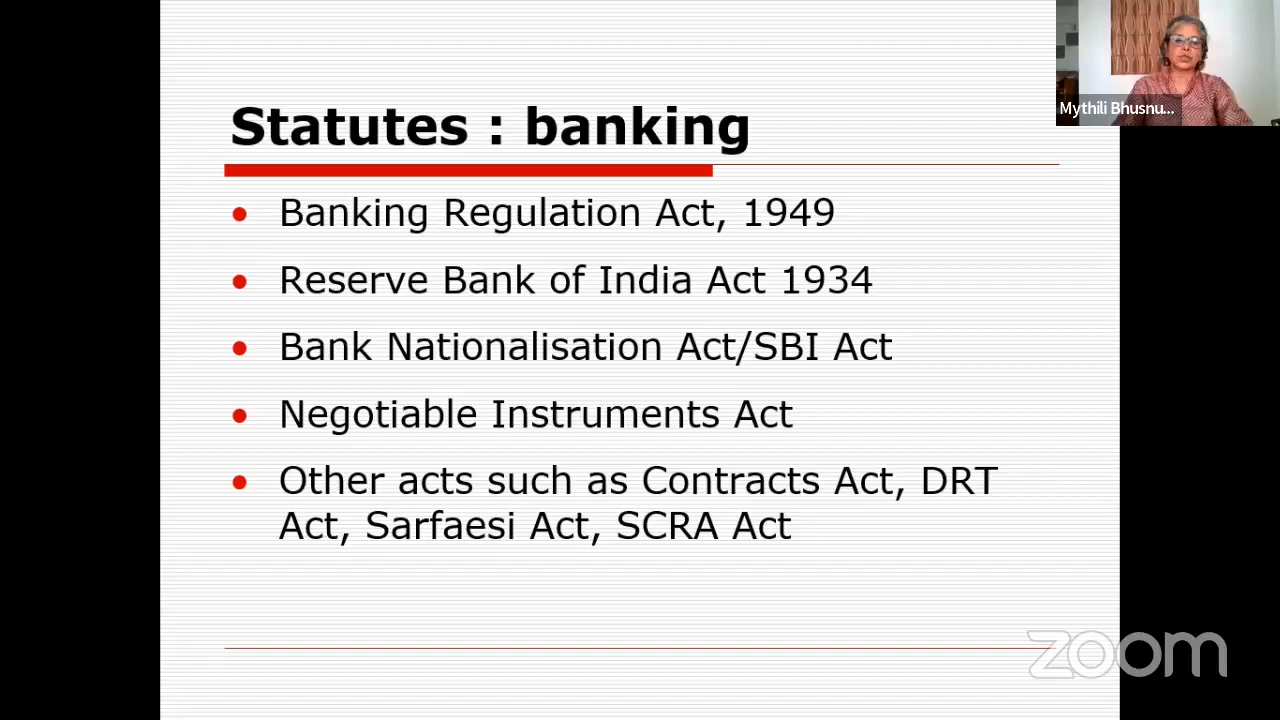 Mythili Bhusnu...
Statutes : banking
Banking Regulation Act, 1949
Reserve Bank of India Act 1934
Bank Nationalisation Act/SBI Act
Negotiable Instruments Act
Other acts such as Contracts Act, DRT
Act, Sarfaesi Act, SCRA Act
zoom